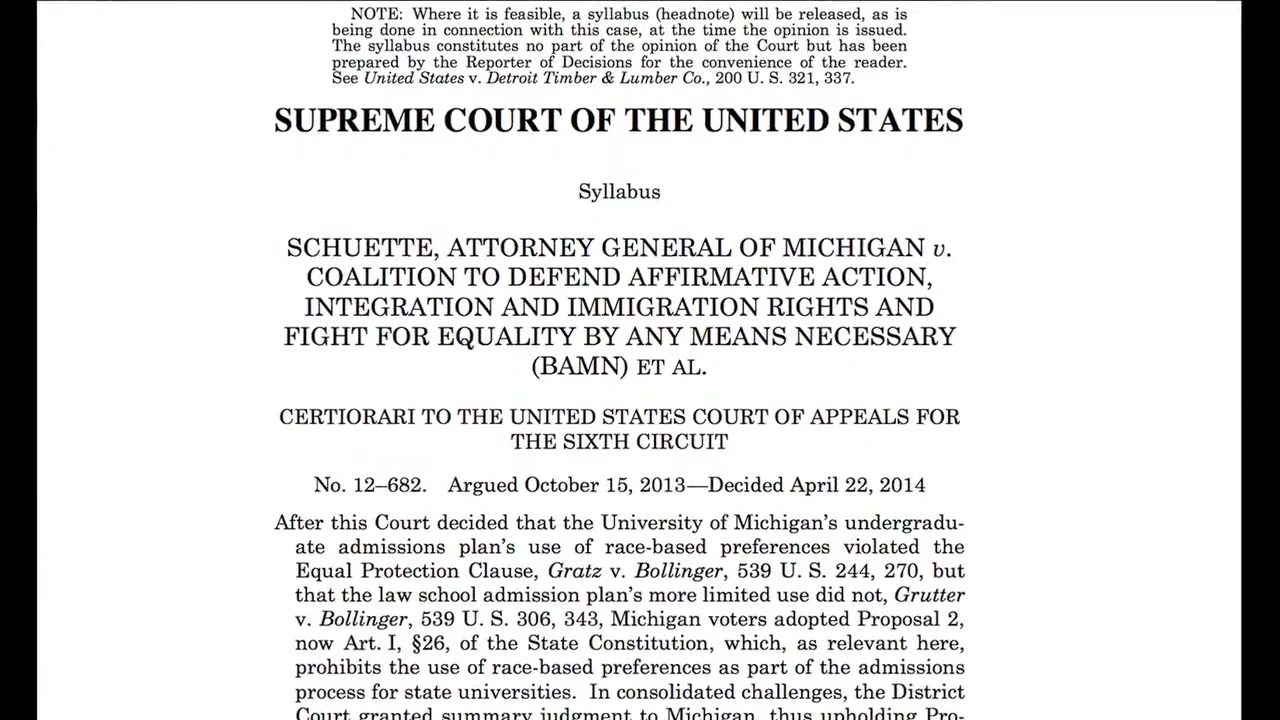 NOTE: Where it is feasible, a syllabus (headnote) will be released, as is
being done in connection with this case, at the time the opinion is issued.
The syllabus constitutes no part of the opinion of the Court but has been
prepared by the Reporter of Decisions for the convenience of the reader.
See United States v. Detroit Timber & Lumber Co., 200 U. S. 321, 337.
SUPREME COURT OF THE UNITED STATES
Syllabus
SCHUETTE, ATTORNEY GENERAL OF MICHIGAN v.
COALITION TO DEFEND AFFIRMATIVE ACTION,
INTEGRATION AND IMMIGRATION RIGHTS AND
FIGHT FOR EQUALITY BY ANY MEANS NECESSARY
(BAMN) ET AL.
CERTIORARI TO THE UNITED STATES COURT OF APPEALS FOR
THE SIXTH CIRCUIT
No. 12–682. Argued October 15, 2013—Decided April 22, 2014
After this Court decided that the University of Michigan's undergradu-
ate admissions plan's use of race-based preferences violated the
Equal Protection Clause, Gratz v. Bollinger, 539 U. S. 244, 270, but
that the law school admission plan's more limited use did not, Grutter
v. Bollinger, 539 U. S. 306, 343, Michigan voters adopted Proposal 2,
now Art. I, §26, of the State Constitution, which, as relevant here,
prohibits the use of race-based preferences as part of the admissions
process for state universities. In consolidated challenges, the District
Court granted summary judgment to Michigan, thus upholding Pro-